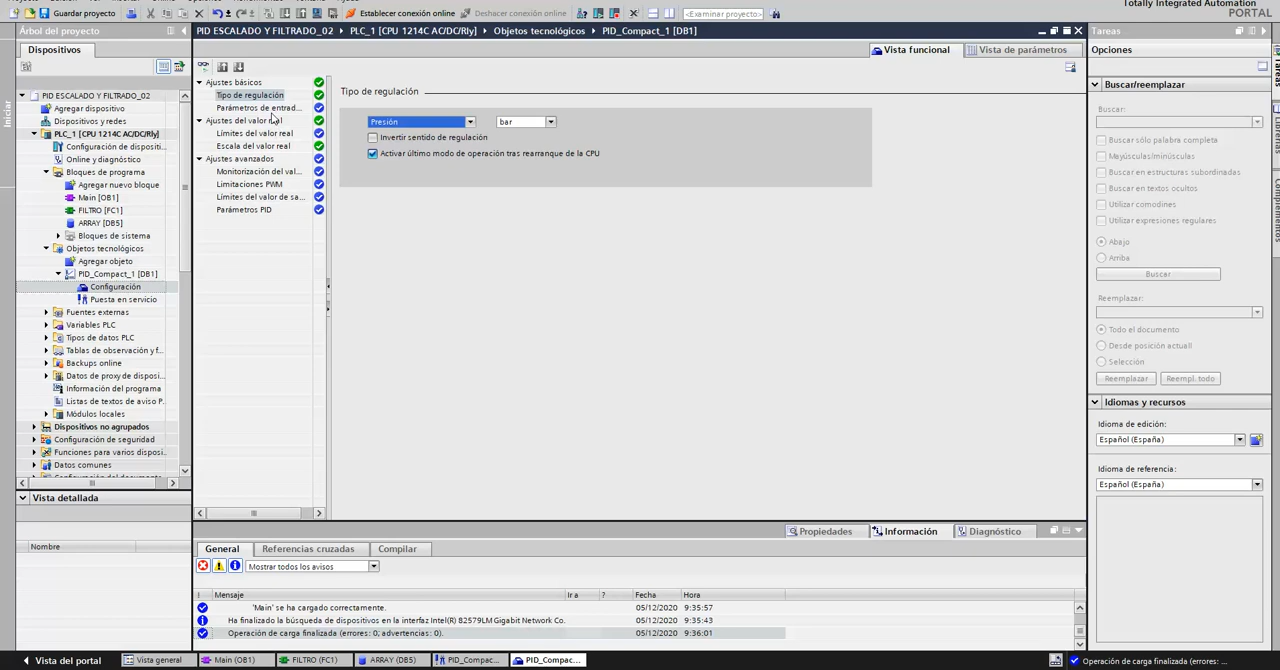 Totally Integrated Automation
PORTAL
Guardar proyecto
Establecer conexión online
Deshacer conexión online
<Examinar proyecto>
Árbol del proyecto
PID ESCALADO Y FILTRADO_02
PLC_1 [CPU 1214C AC/DC/Rly]
Objetos tecnológicos
PID_Compact_1 [DB1]
Tareas
Dispositivos
Vista funcional
Vista de parámetros
Opciones
Iniciar
PID ESCALADO Y FILTRADO_02
Agregar dispositivo
Dispositivos y redes
PLC_1 [CPU 1214C AC/DC/Rly]
Configuración de dispositi...
Online y diagnóstico
Bloques de programa
Agregar nuevo bloque
Main [OB1]
FILTRO [FC1]
ARRAY [DB5]
Bloques de sistema
Objetos tecnológicos
Agregar objeto
PID_Compact_1 [DB1]
Configuración
Puesta en servicio
Fuentes externas
Variables PLC
Tipos de datos PLC
Tablas de observación y f...
Backups online
Datos de proxy de disposi...
Información del programa
Listas de textos de aviso P...
Módulos locales
Dispositivos no agrupados
Configuración de seguridad
Funciones para varios disposi...
Datos comunes
Vista detallada
Nombre
Ajustes básicos
Tipo de regulación
Parámetros de entrad...
Ajustes del valor real
Límites del valor real
Escala del valor real
Ajustes avanzados
Monitorización del val...
Limitaciones PWM
Límites del valor de sa...
Parámetros PID
Tipo de regulación
Presión
bar
Invertir sentido de regulación
Activar último modo de operación tras rearranque de la CPU
Buscar/reemplazar
Buscar:
Buscar sólo palabra completa
Mayúsculas/minúsculas
Buscar en estructuras subordinadas
Buscar en textos ocultos
Utilizar comodines
Utilizar expresiones regulares
Abajo
Arriba
Buscar
Reemplazar:
Todo el documento
Desde posición actuall
Selección
Reemplazar
Reempl. todo
Idiomas y recursos
Idioma de edición:
Español (España)
Idioma de referencia:
Español (España)
Tareas
Librerías
Complementos
Propiedades
Información
Diagnóstico
General
Referencias cruzadas
Compilar
Mostrar todos los avisos
!
Mensaje
Ir a
?
Fecha
Hora
'Main' se ha cargado correctamente.
05/12/2020
9:35:57
Ha finalizado la búsqueda de dispositivos en la interfaz Intel(R) 82579LM Gigabit Network Co.
05/12/2020
9:35:43
Operación de carga finalizada (errores: 0; advertencias: 0).
05/12/2020
9:36:01
Vista del portal
Vista general
Main (OB1)
FILTRO (FC1)
ARRAY (DB5)
PID_Compac...
PID_Compac...
Operación de carga finalizada (errores: ...